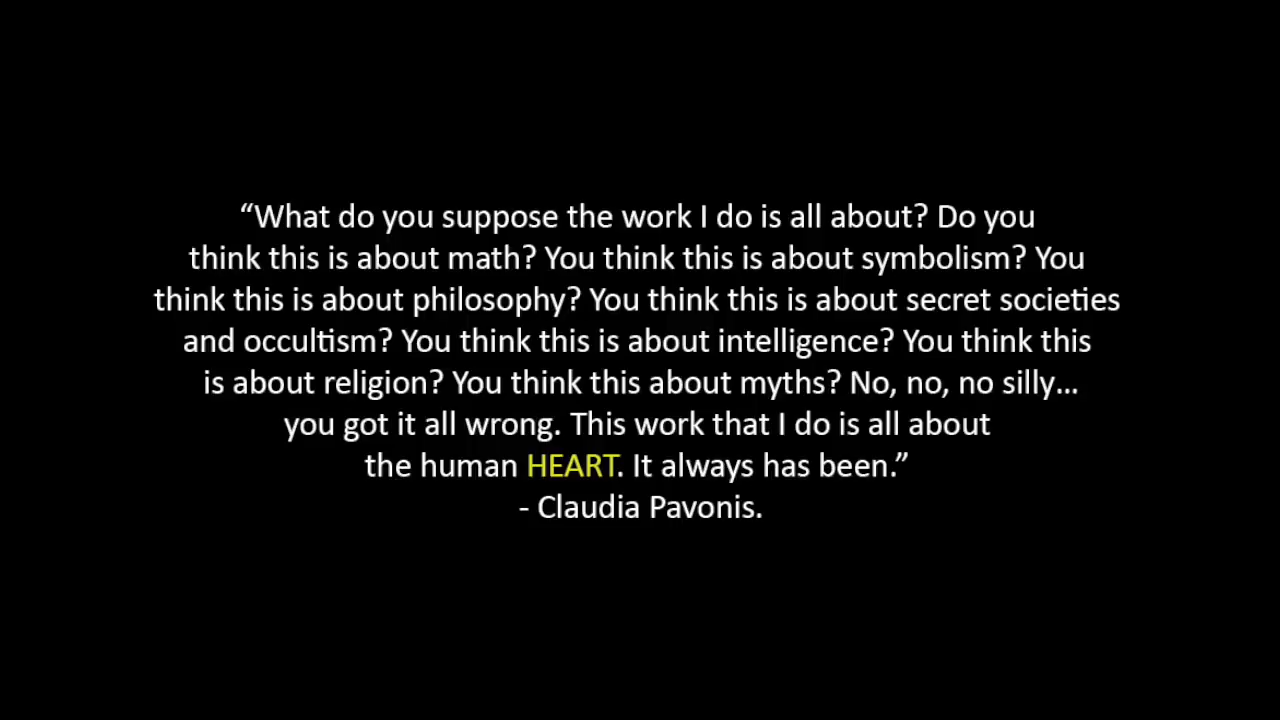 “What do you suppose the work I do is all about? Do you
think this is about math? You think this is about symbolism? You
think this is about philosophy? You think this is about secret societies
and occultism? You think this is about intelligence? You think this
is about religion? You think this about myths? No, no, no silly…
you got it all wrong. This work that I do is all about
the human HEART. It always has been.”
- Claudia Pavonis.